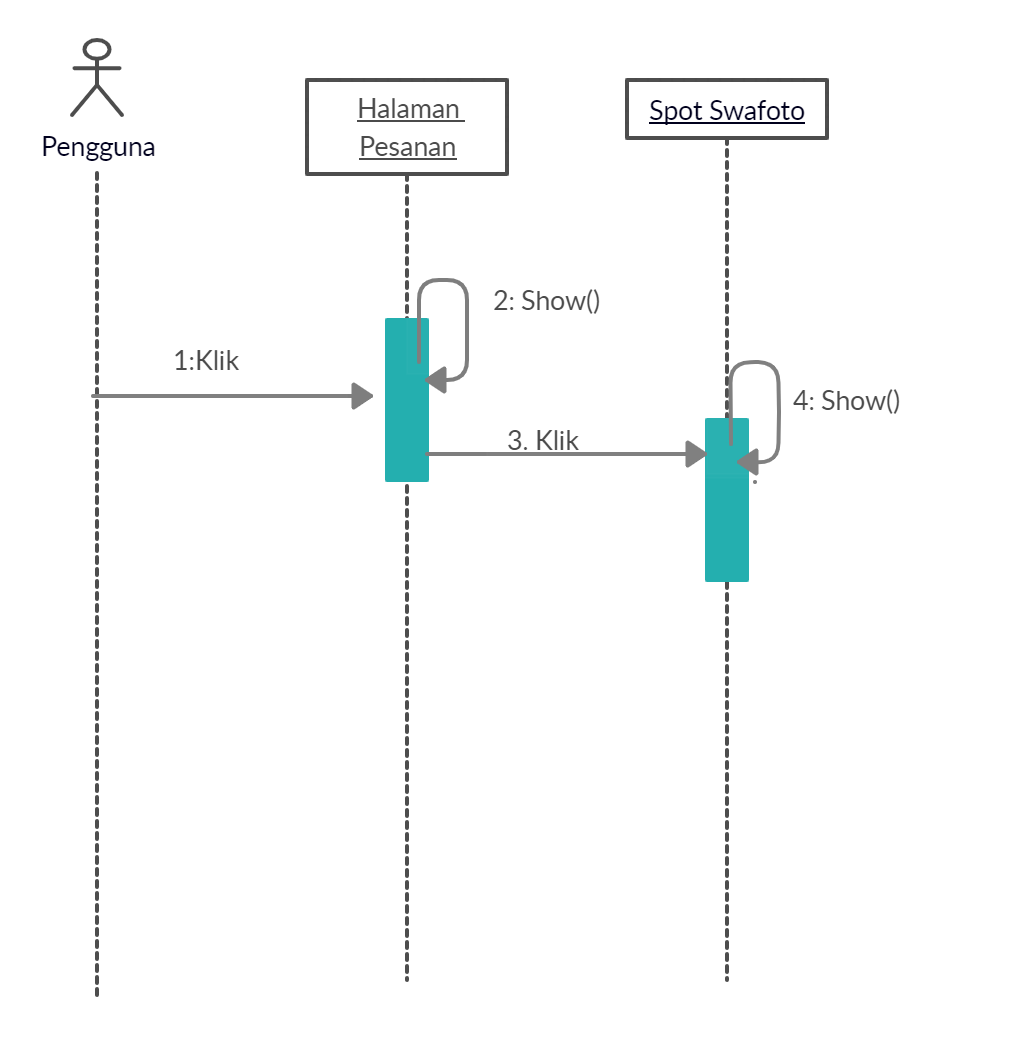 Pengguna
Halaman
Pesanan
Spot Swafoto
2: Show()
1:Klik
4: Show()
3. Klik